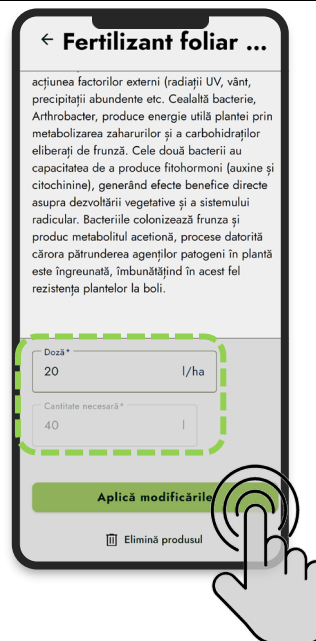 Fertilizant foliar ...
acțiunea factorilor externi (radiații UV, vânt,
precipitații abundente etc. Cealaltă bacterie,
Arthrobacter, produce energie utilă plantei prin
metabolizarea zaharurilor și a carbohidraților
eliberați de frunză. Cele două bacterii au
capacitatea de a produce fitohormoni (auxine și
citochinine), generând efecte benefice directe
asupra dezvoltării vegetative și a sistemului
radicular. Bacteriile colonizează frunza și
produc metabolitul acetionă, procese datorită
cărora pătrunderea agenților patogeni în plantă
este îngreunată, îmbunătățind în acest fel
rezistența plantelor la boli.
Doză*
20 l/ha
Cantitate necesară*
40 l
Aplică modificările
Elimină produsul